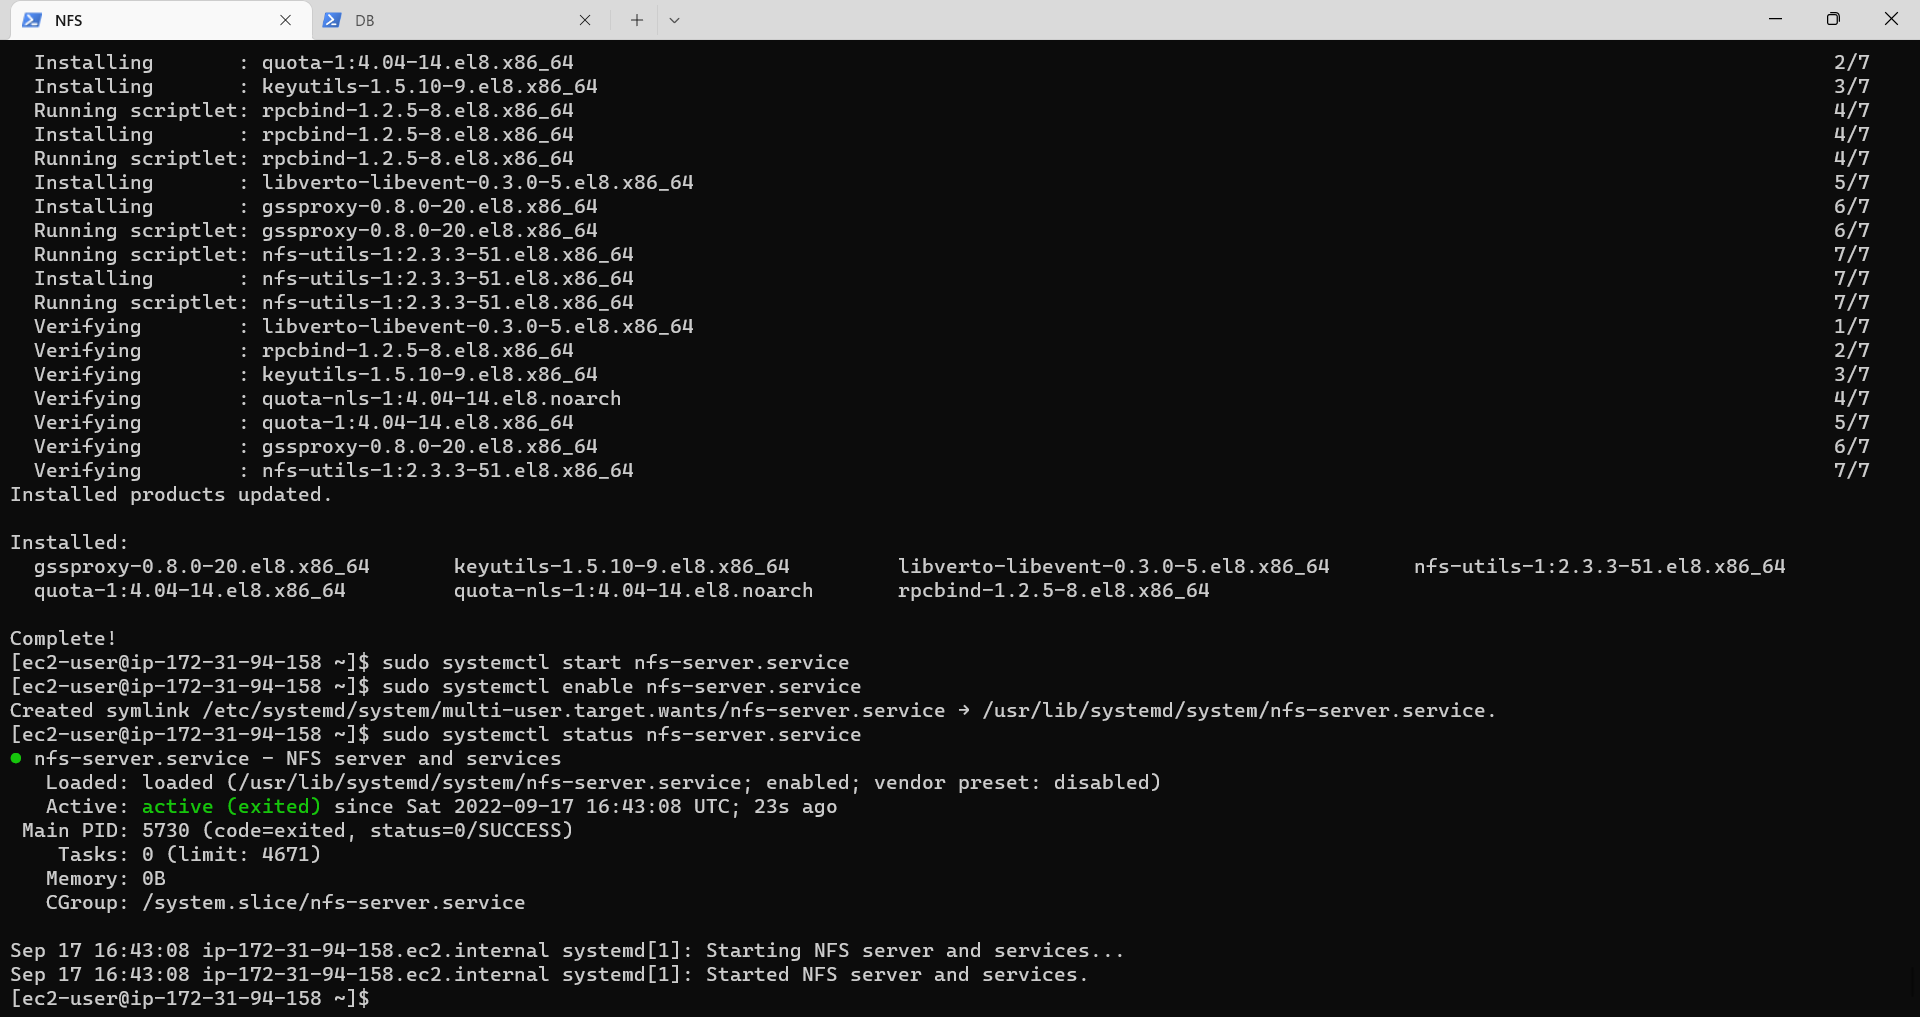 NFS DB
Installing : quota-1:4.04-14.el8.x86_64 2/7
Installing : keyutils-1.5.10-9.el8.x86_64 3/7
Running scriptlet: rpcbind-1.2.5-8.el8.x86_64 4/7
Installing : rpcbind-1.2.5-8.el8.x86_64 4/7
Running scriptlet: rpcbind-1.2.5-8.el8.x86_64 4/7
Installing : libverto-libevent-0.3.0-5.el8.x86_64 5/7
Installing : gssproxy-0.8.0-20.el8.x86_64 6/7
Running scriptlet: gssproxy-0.8.0-20.el8.x86_64 6/7
Running scriptlet: nfs-utils-1:2.3.3-51.el8.x86_64 7/7
Installing : nfs-utils-1:2.3.3-51.el8.x86_64 7/7
Running scriptlet: nfs-utils-1:2.3.3-51.el8.x86_64 7/7
Verifying : libverto-libevent-0.3.0-5.el8.x86_64 1/7
Verifying : rpcbind-1.2.5-8.el8.x86_64 2/7
Verifying : keyutils-1.5.10-9.el8.x86_64 3/7
Verifying : quota-nls-1:4.04-14.el8.noarch 4/7
Verifying : quota-1:4.04-14.el8.x86_64 5/7
Verifying : gssproxy-0.8.0-20.el8.x86_64 6/7
Verifying : nfs-utils-1:2.3.3-51.el8.x86_64 7/7
Installed products updated.
Installed:
gssproxy-0.8.0-20.el8.x86_64 keyutils-1.5.10-9.el8.x86_64 libverto-libevent-0.3.0-5.el8.x86_64 nfs-utils-1:2.3.3-51.el8.x86_64
quota-1:4.04-14.el8.x86_64 quota-nls-1:4.04-14.el8.noarch rpcbind-1.2.5-8.el8.x86_64
Complete!
[ec2-user@ip-172-31-94-158 ~]$ sudo systemctl start nfs-server.service
[ec2-user@ip-172-31-94-158 ~]$ sudo systemctl enable nfs-server.service
Created symlink /etc/systemd/system/multi-user.target.wants/nfs-server.service → /usr/lib/systemd/system/nfs-server.service.
[ec2-user@ip-172-31-94-158 ~]$ sudo systemctl status nfs-server.service
● nfs-server.service - NFS server and services
Loaded: loaded (/usr/lib/systemd/system/nfs-server.service; enabled; vendor preset: disabled)
Active: active (exited) since Sat 2022-09-17 16:43:08 UTC; 23s ago
Main PID: 5730 (code=exited, status=0/SUCCESS)
Tasks: 0 (limit: 4671)
Memory: 0B
CGroup: /system.slice/nfs-server.service
Sep 17 16:43:08 ip-172-31-94-158.ec2.internal systemd[1]: Starting NFS server and services...
Sep 17 16:43:08 ip-172-31-94-158.ec2.internal systemd[1]: Started NFS server and services.
[ec2-user@ip-172-31-94-158 ~]$